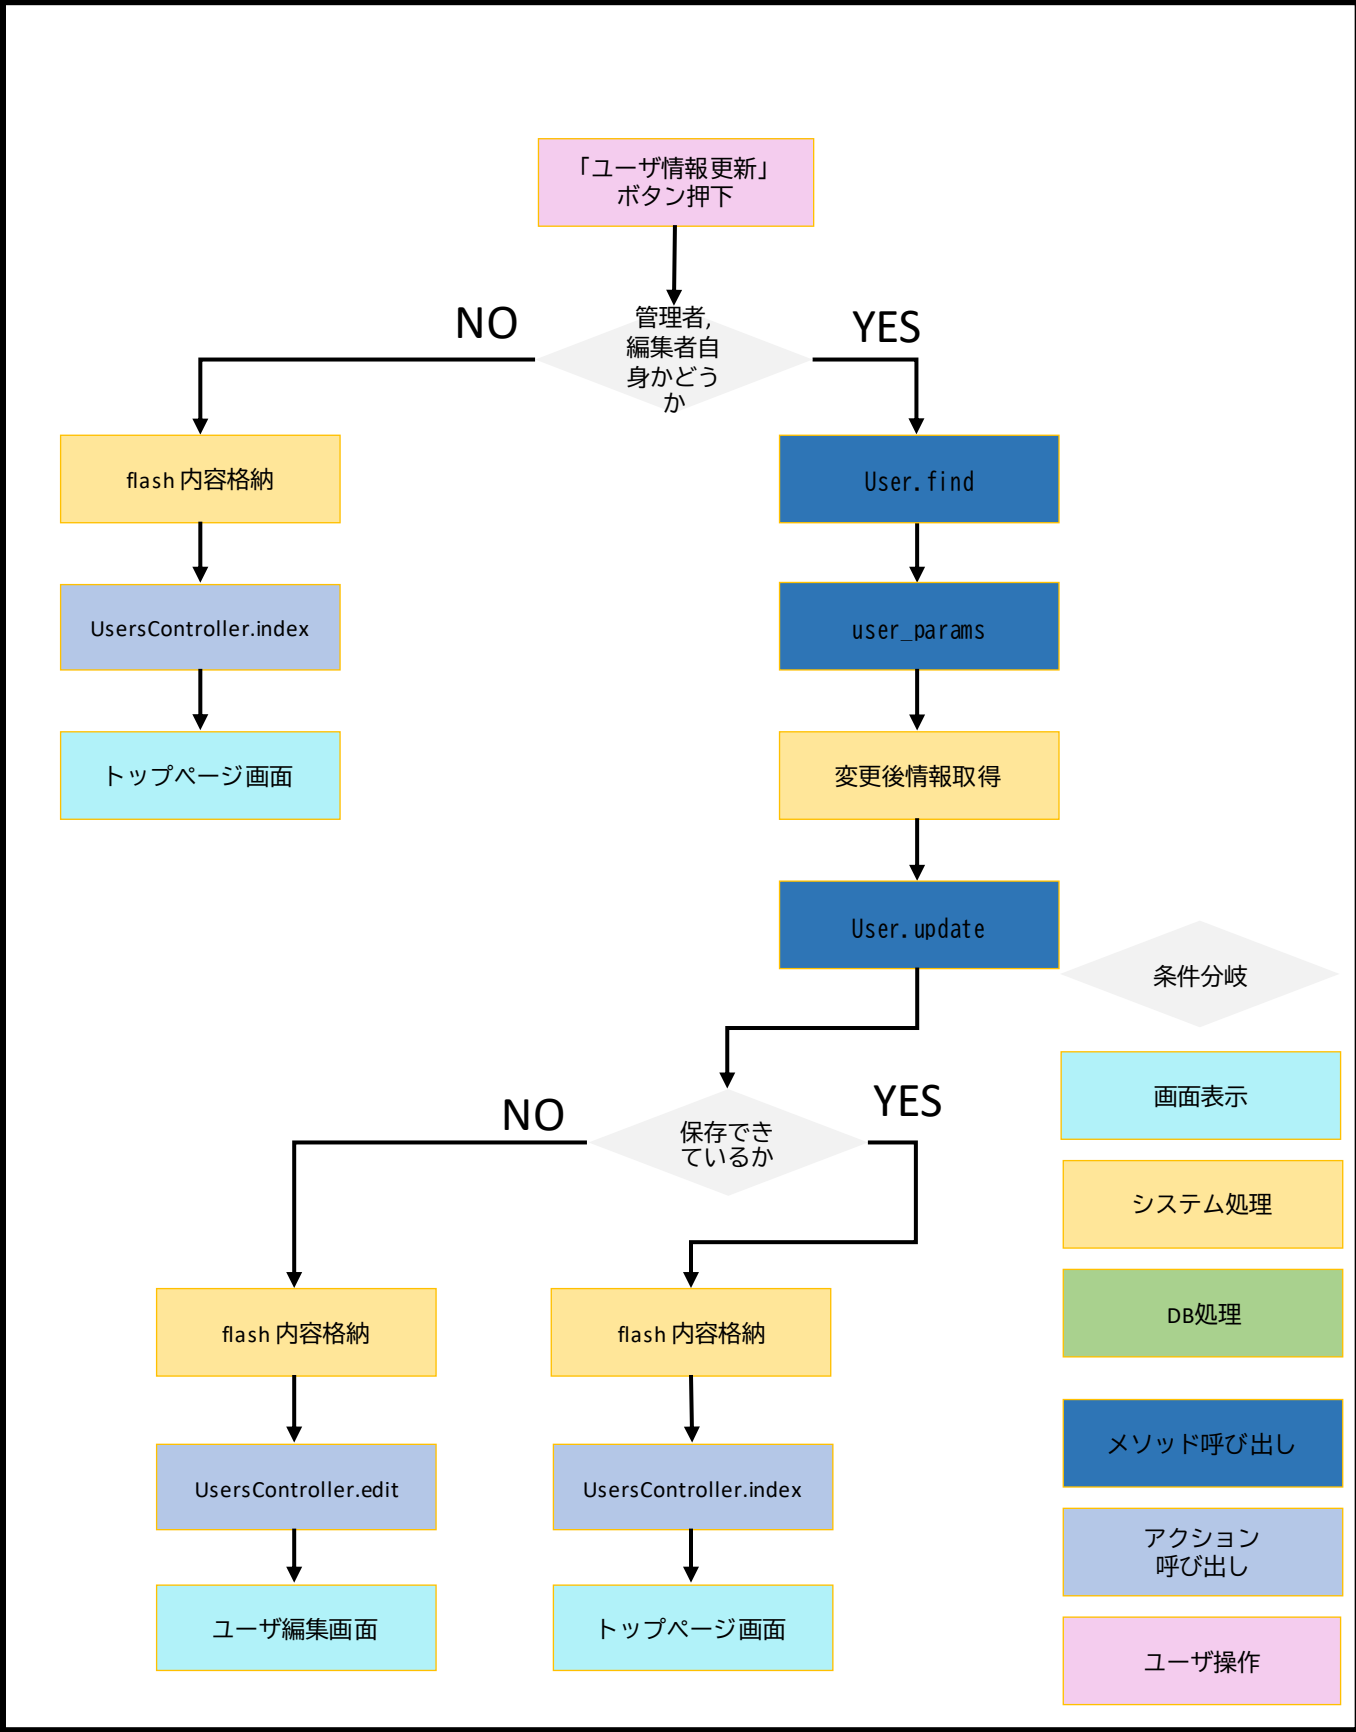 「ユーザ情報更新」
ボタン押下
NO
YES
管理者,
編集者自
身かどう
か
flash 内容格納
User.find
UsersController.index
user_params
トップページ画面
変更後情報取得
User.update
条件分岐
画面表示
NO
YES
保存でき
ているか
システム処理
flash 内容格納
flash 内容格納
DB処理
メソッド呼び出し
UsersController.edit
UsersController.index
アクション
呼び出し
ユーザ編集画面
トップページ画面
ユーザ操作